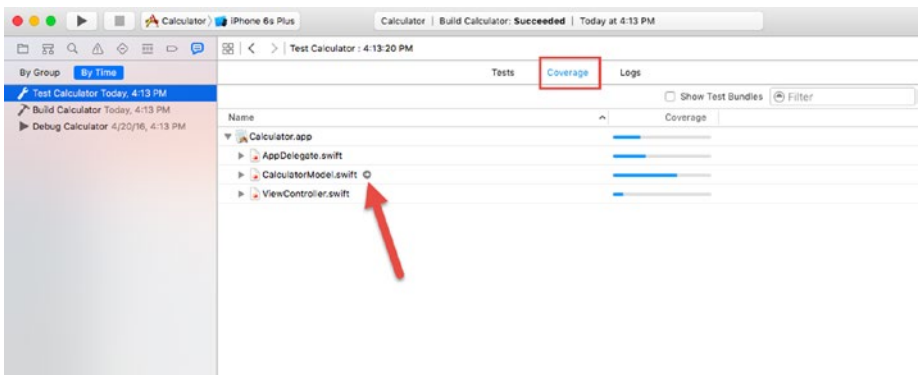 Calculator iPhone 6s Plus Calculator | Build Calculator: Succeeded | Today at 4:13 PM
Test Calculator : 4:13:20 PM
By Group By Time Tests Coverage Logs
Test Calculator Today, 4:13 PM
Show Test Bundles Filter
Build Calculator Today, 4:13 PM
Name Coverage
Debug Calculator 4/20/16, 4:13 PM
Calculator.app
AppDelegate.swift
CalculatorModel.swift
ViewController.swift